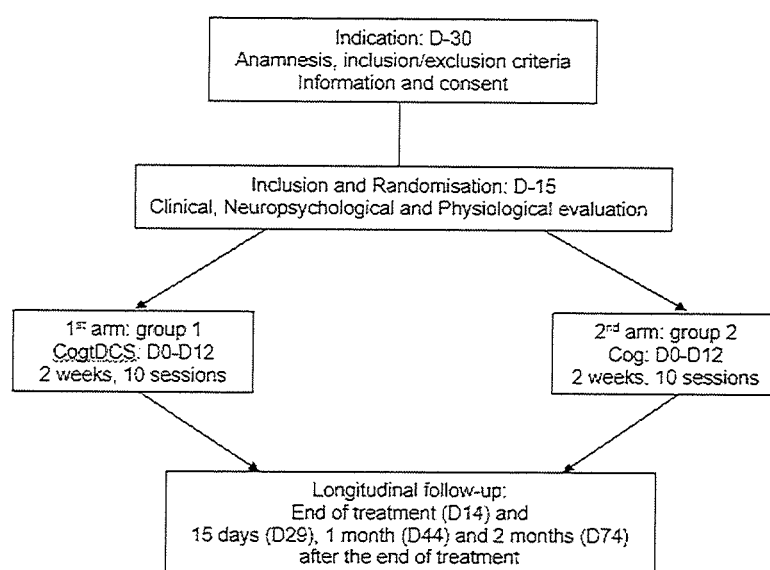 Indication: D-30
Anamnesis, inclusion/exclusion criteria
Information and consent
Inclusion and Randomisation: D-15
Clinical, Neuropsychological and Physiological evaluation
1st arm: group 1
CogtDCS: D0-D12
2 weeks, 10 sessions
2nd arm: group 2
Cog: D0-D12
2 weeks. 10 sessions
Longitudinal follow-up:
End of treatment (D14) and
15 days (D29), 1 month (D44) and 2 months (D74)
after the end of treatment